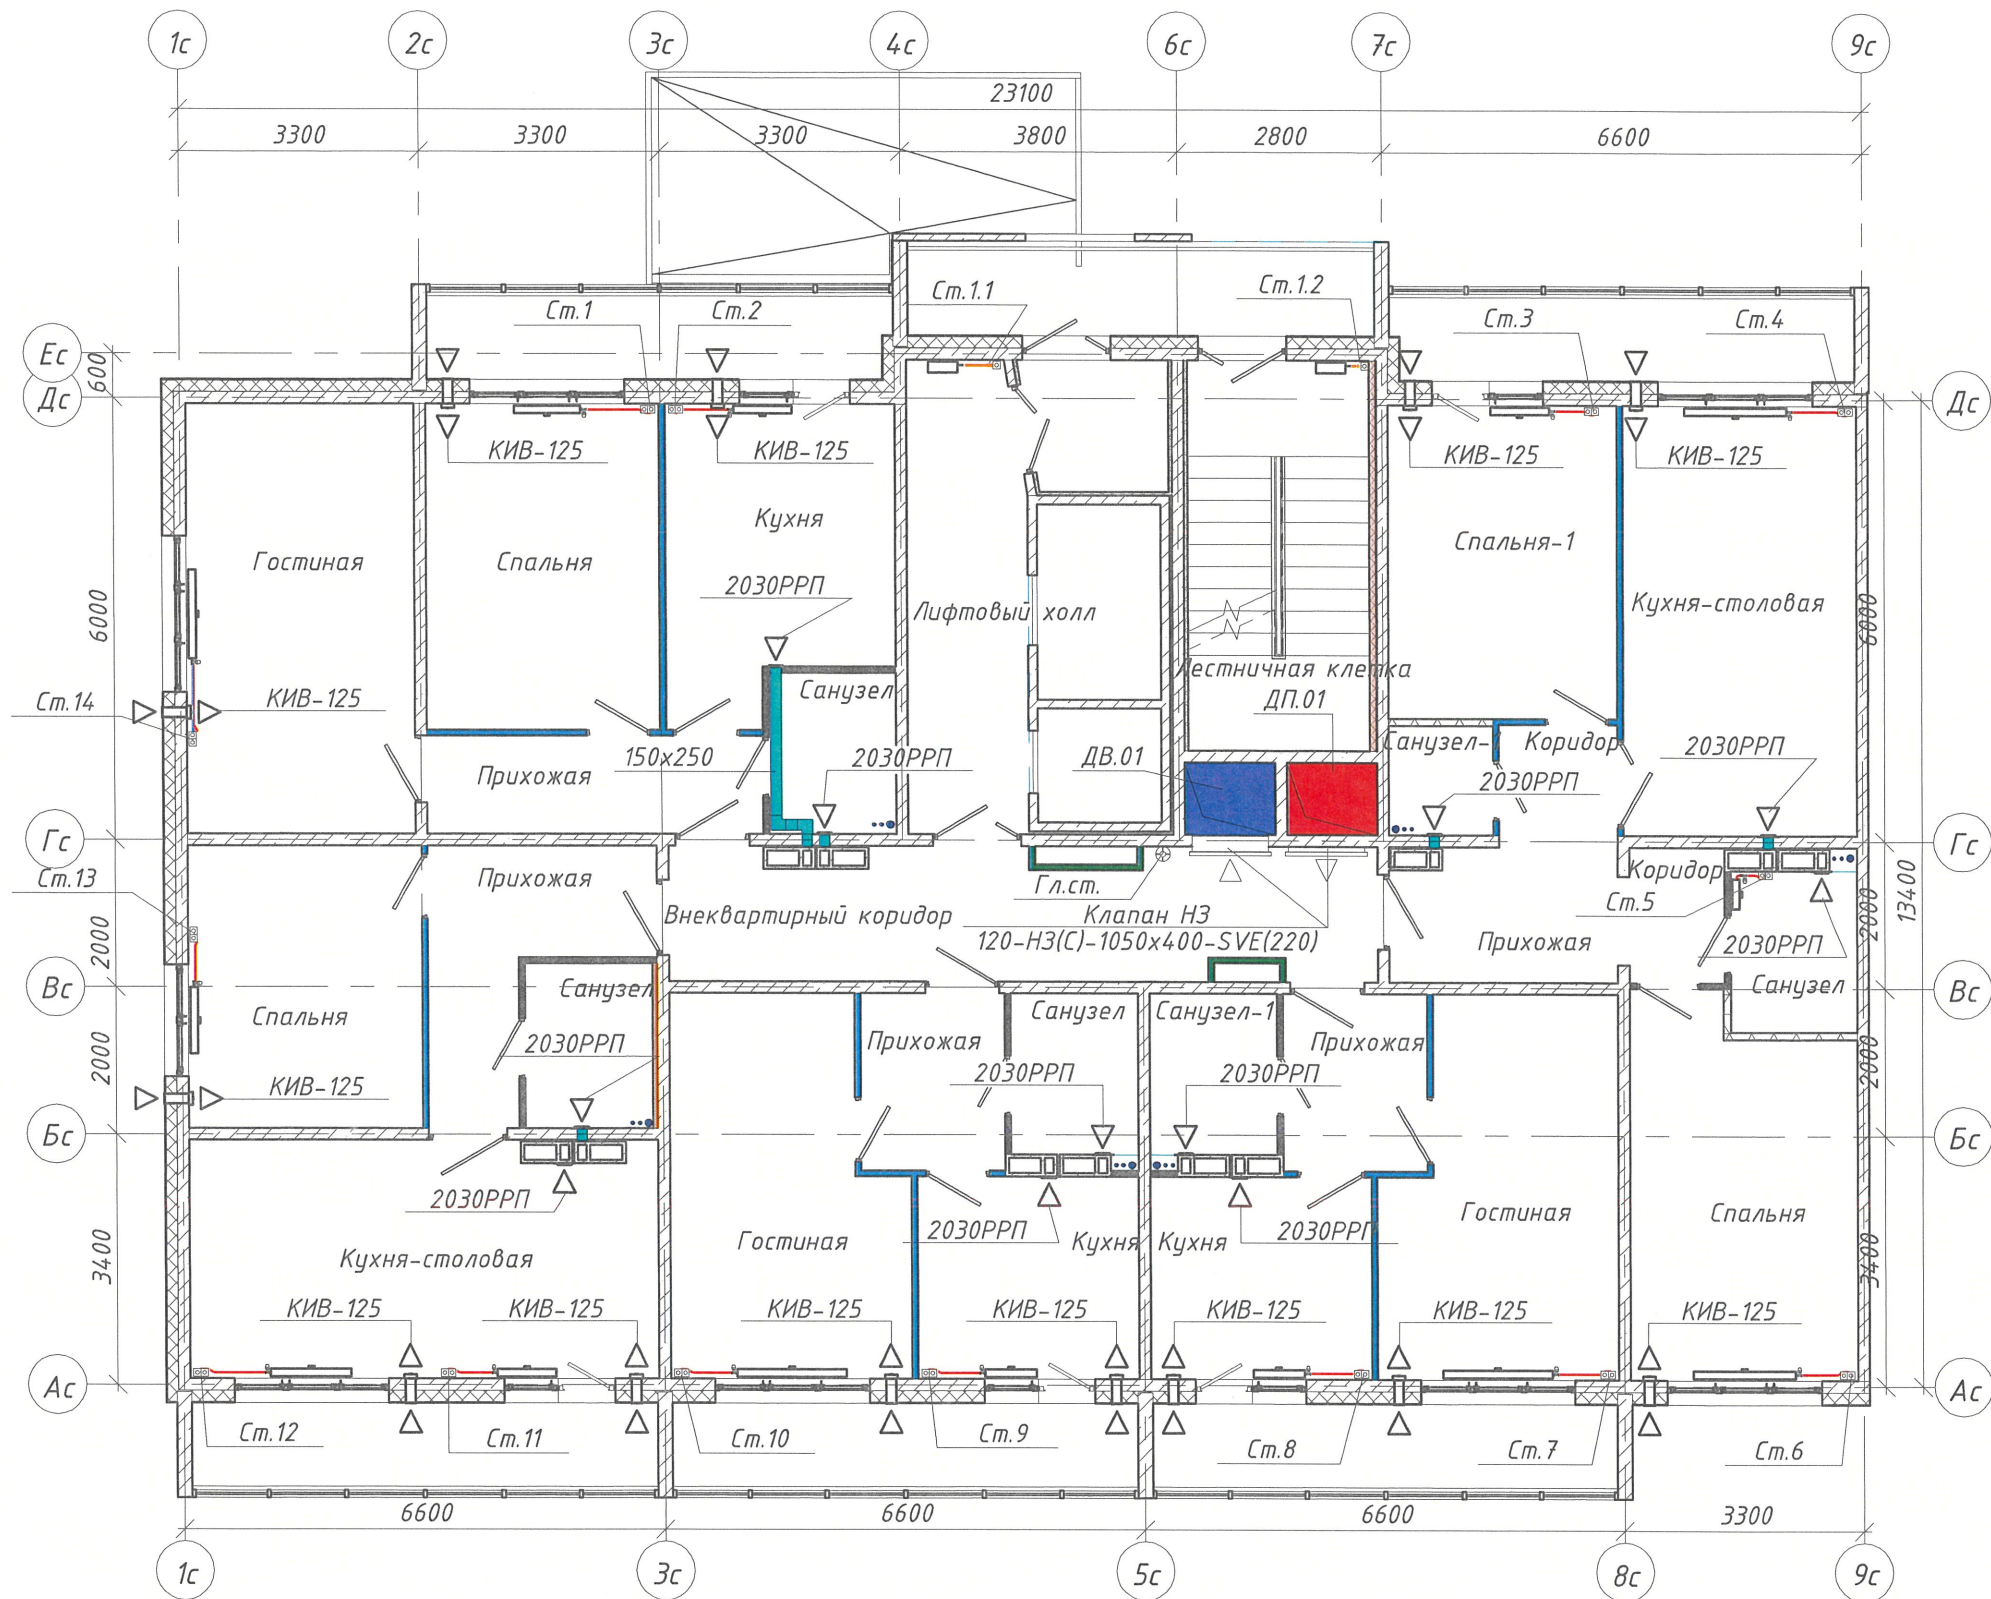 1с 2с 3с 4с 6с 7с 9с
23100
3300 3300 3300 3800 2800 6600
Ст.1 Ст.2 Ст.1.1 Ст.1.2 Ст.3 Ст.4
Ес
600
Дс Дс
КИВ-125 КИВ-125 КИВ-125 КИВ-125
Кухня
Гостиная Спальня Спальня-1
2030РРП
6000 Лифтовый холл Кухня-столовая 6000
Лестничная клетка
Санузел
Ст.14 КИВ-125 ДП.01
Санузел- Коридор 2030РРП
150х250 2030РРП ДВ.01
Прихожая 2030РРП
Гс Гс
Ст.13 Прихожая Гл.ст. Коридор
Внеквартирный коридор Клапан НЗ Ст.5 13400
120-НЗ(С)-1050х400-SVE(220) Прихожая 2030РРП
2000 2000
Вс Санузел Санузел Вс
Спальня Санузел Санузел-1
2030РРП Прихожая Прихожая
2000 2030РРП 2030РРП 2000
КИВ-125
Бс Бс
2030РРП
Гостиная Спальня
2030РРП 2030РРП
3400 Кухня-столовая Гостиная Кухня Кухня 3400
КИВ-125 КИВ-125 КИВ-125 КИВ-125 КИВ-125 КИВ-125 КИВ-125
Ас Ас
Ст.12 Ст.11 Ст.10 Ст.9 Ст.8 Ст.7 Ст.6
6600 6600 6600 3300
1с 3с 5с 8с 9с